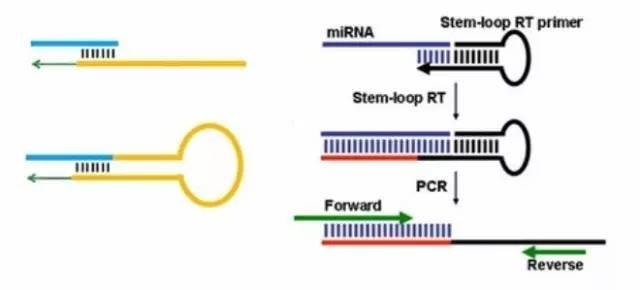 Stem-loop RT primer
miRNA
Stem-loop RT
PCR
Forward
Reverse